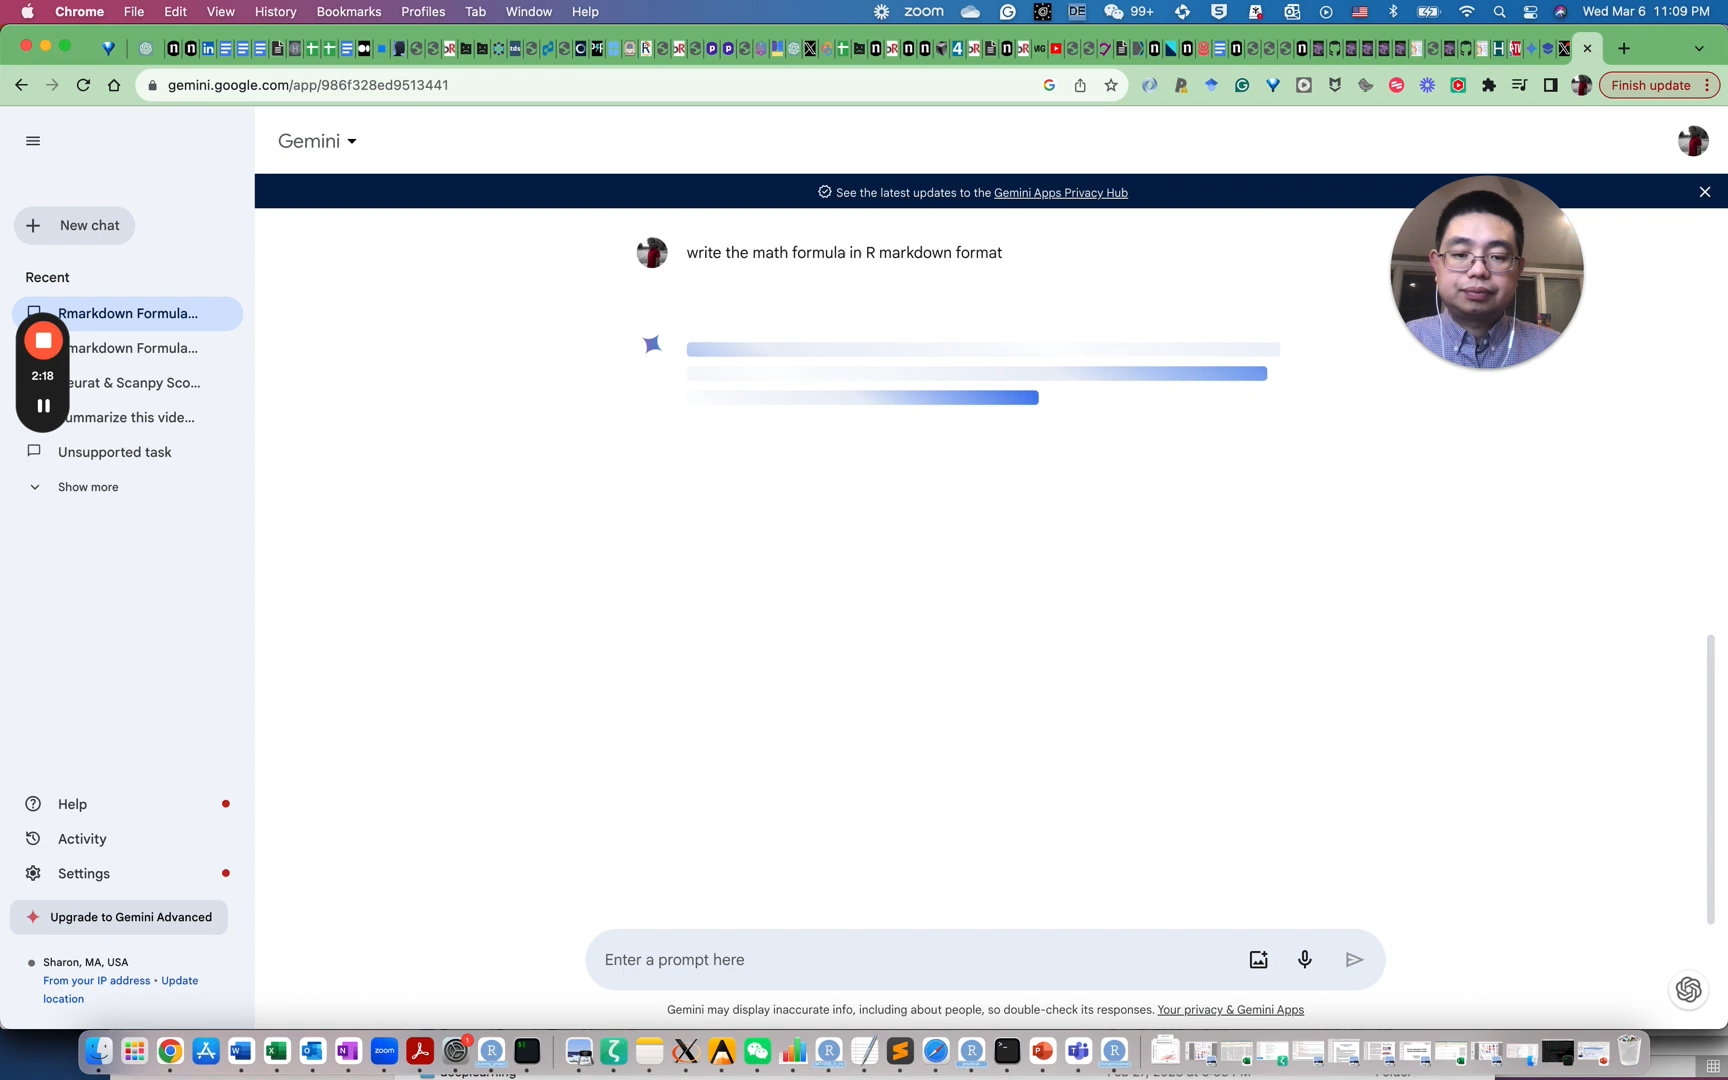 Chrome File Edit View History Bookmarks Profiles Tab Window Help
zoom
DE
99+
Wed Mar 6 11:09 PM
gemini.google.com/app/986f328ed9513441
Finish update
Gemini
See the latest updates to the Gemini Apps Privacy Hub
New chat
write the math formula in R markdown format
Recent
Rmarkdown Formula...
markdown Formula...
2:18
eurat & Scanpy Sco...
ummarize this vide...
Unsupported task
Show more
Help
Activity
Settings
Upgrade to Gemini Advanced
Sharon, MA, USA
From your IP address • Update
location
Enter a prompt here
Gemini may display inaccurate info, including about people, so double-check its responses. Your privacy & Gemini Apps
zoom